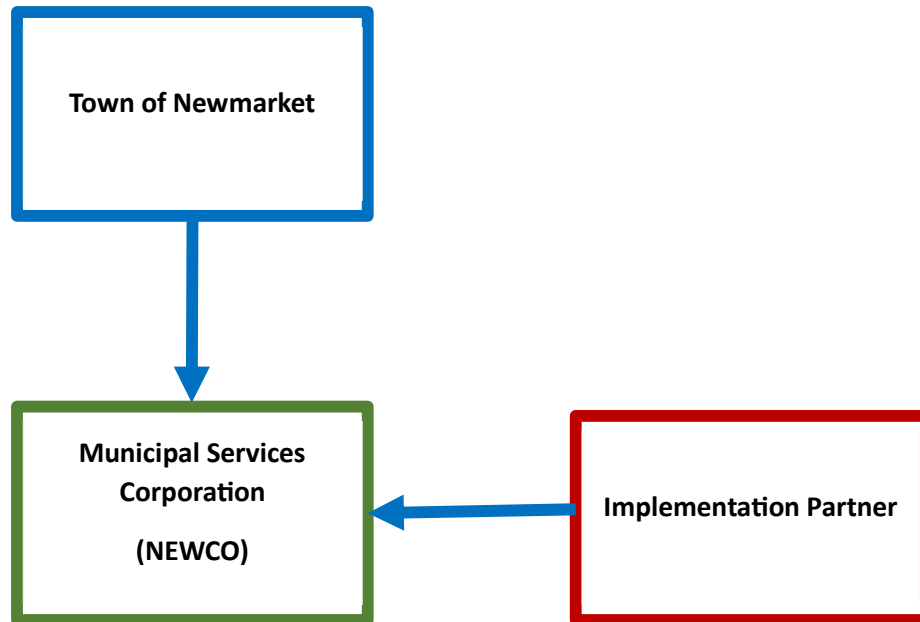 Town of Newmarket
Municipal Services
Corporation
(NEWCO)
Implementation Partner